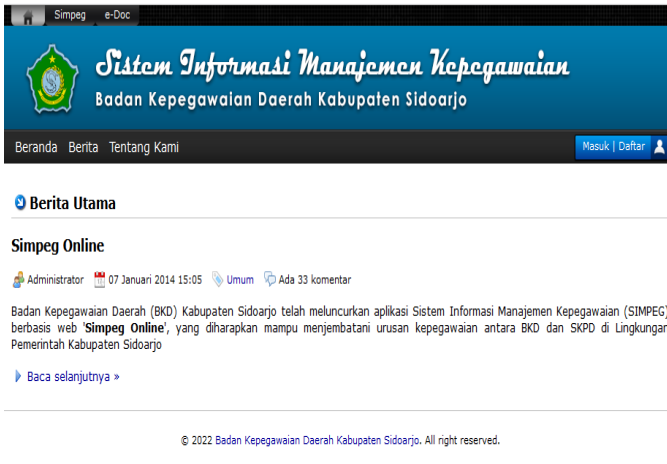 Simpeg e-Doc
Sistem Informasi Manajemen Kepegawaian
Badan Kepegawaian Daerah Kabupaten Sidoarjo
Beranda Berita Tentang Kami Masuk | Daftar
Berita Utama
Simpeg Online
Administrator 07 Januari 2014 15:05 Umum Ada 33 komentar
Badan Kepegawaian Daerah (BKD) Kabupaten Sidoarjo telah meluncurkan aplikasi Sistem Informasi Manajemen Kepegawaian (SIMPEG)
berbasis web 'Simpeg Online', yang diharapkan mampu menjembatani urusan kepegawaian antara BKD dan SKPD di Lingkungan
Pemerintah Kabupaten Sidoarjo
Baca selanjutnya »
© 2022 Badan Kepegawaian Daerah Kabupaten Sidoarjo. All right reserved.